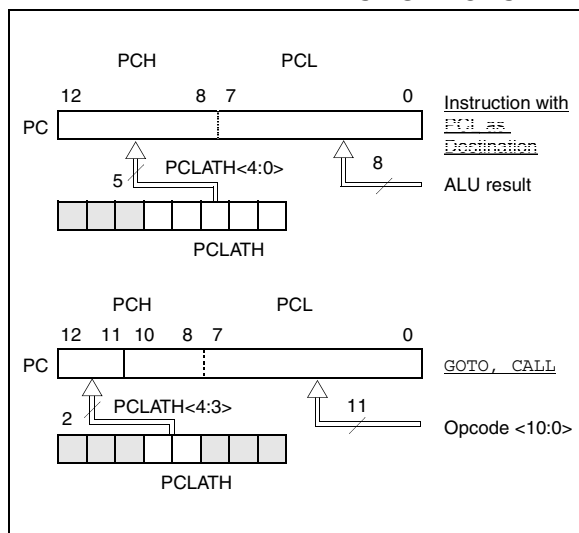 PCH PCL
12 8 7 0
PC
Instruction with
PCL as
Destination
5 PCLATH<4:0> 8
ALU result
PCLATH
PCH PCL
12 11 10 8 7 0
PC
GOTO, CALL
2 PCLATH<4:3> 11
Opcode <10:0>
PCLATH